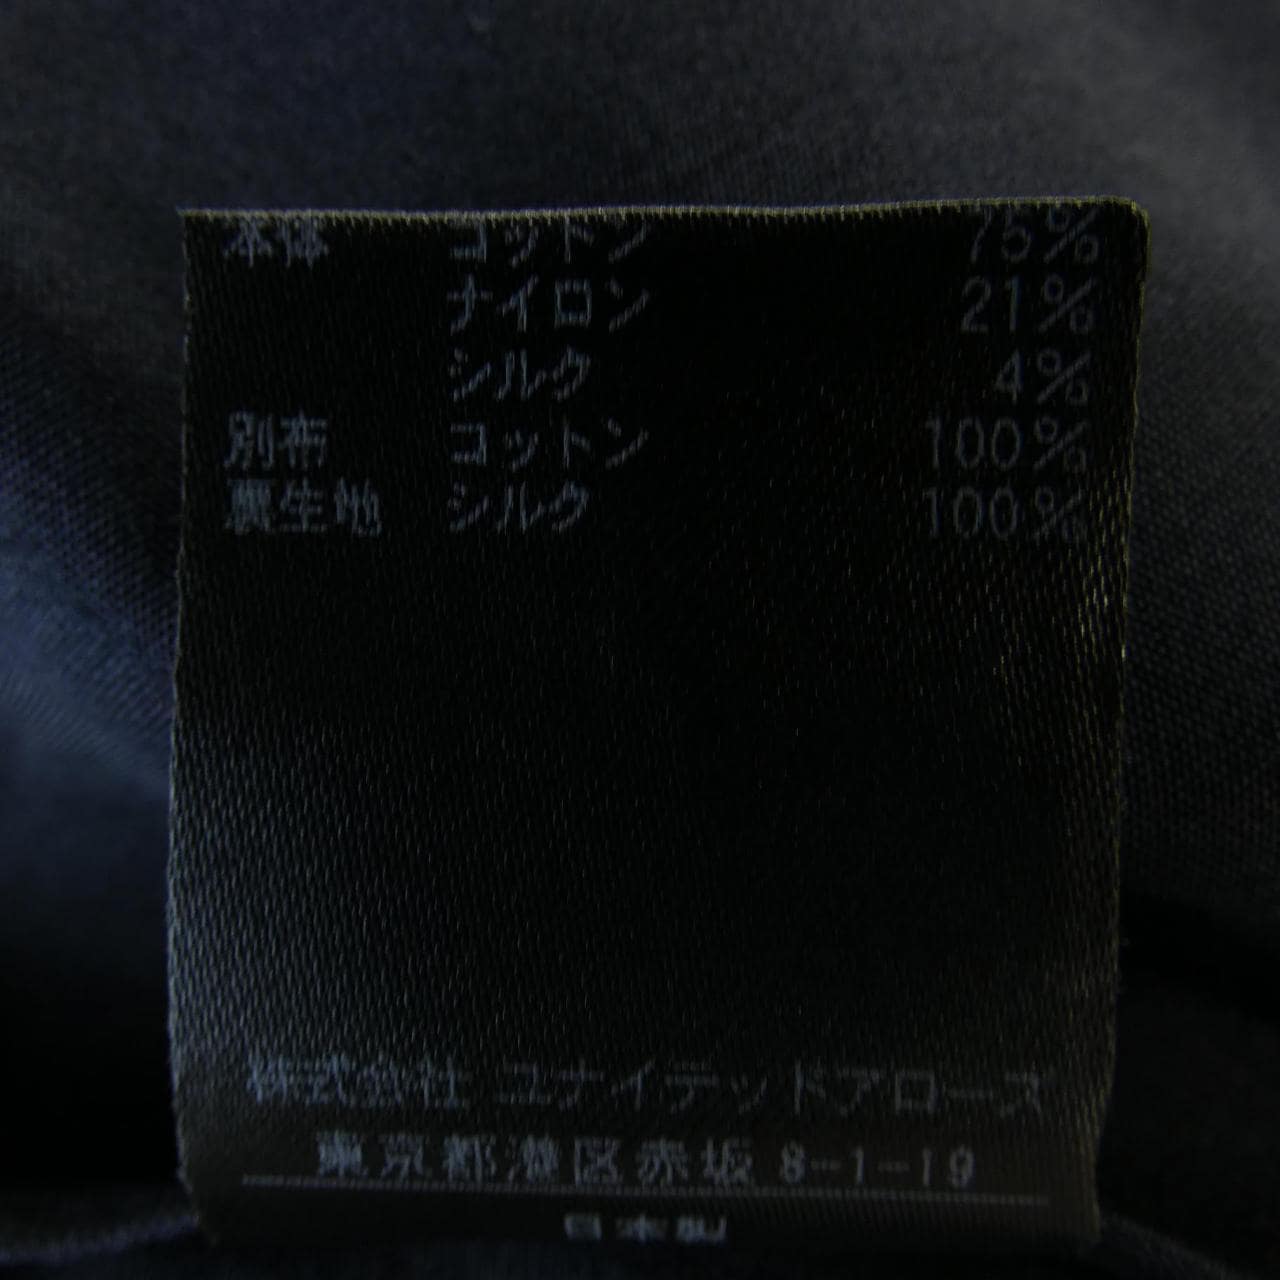 本体 コットン 75%
ナイロン 21%
シルク 4%
別布 コットン 100%
裏生地 シルク 100%
株式会社 ユナイテッドアローズ
東京都港区赤坂 8-1-19
日本製